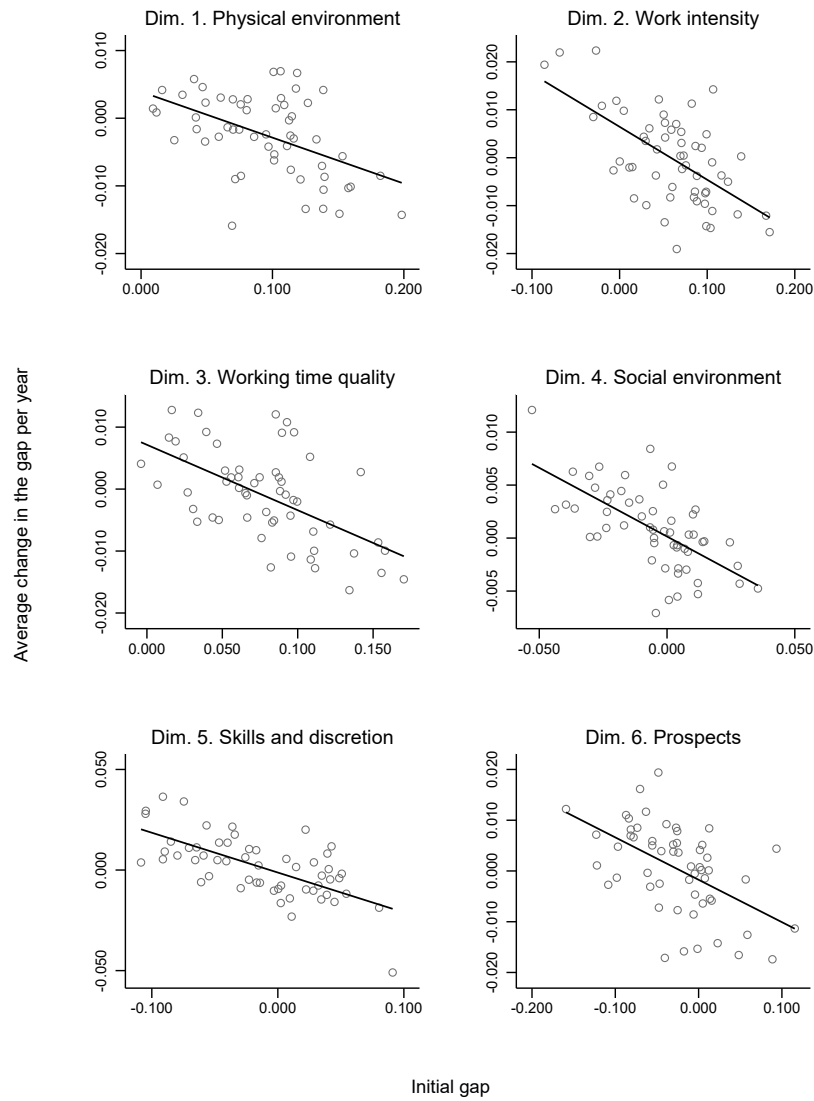 Dim. 1. Physical environment
0.010
0.000
-0.010
-0.020
0.000 0.100 0.200
Dim. 2. Work intensity
0.020
0.010
0.000
-0.010
-0.020
-0.100 0.000 0.100 0.200
Average change in the gap per year
Dim. 3. Working time quality
0.010
0.000
-0.010
-0.020
0.000 0.050 0.100 0.150
Dim. 4. Social environment
0.010
0.005
0.000
-0.005
-0.050 0.000 0.050
Dim. 5. Skills and discretion
0.050
0.000
-0.050
-0.100 0.000 0.100
Dim. 6. Prospects
0.020
0.010
0.000
-0.010
-0.020
-0.200 -0.100 0.000 0.100
Initial gap